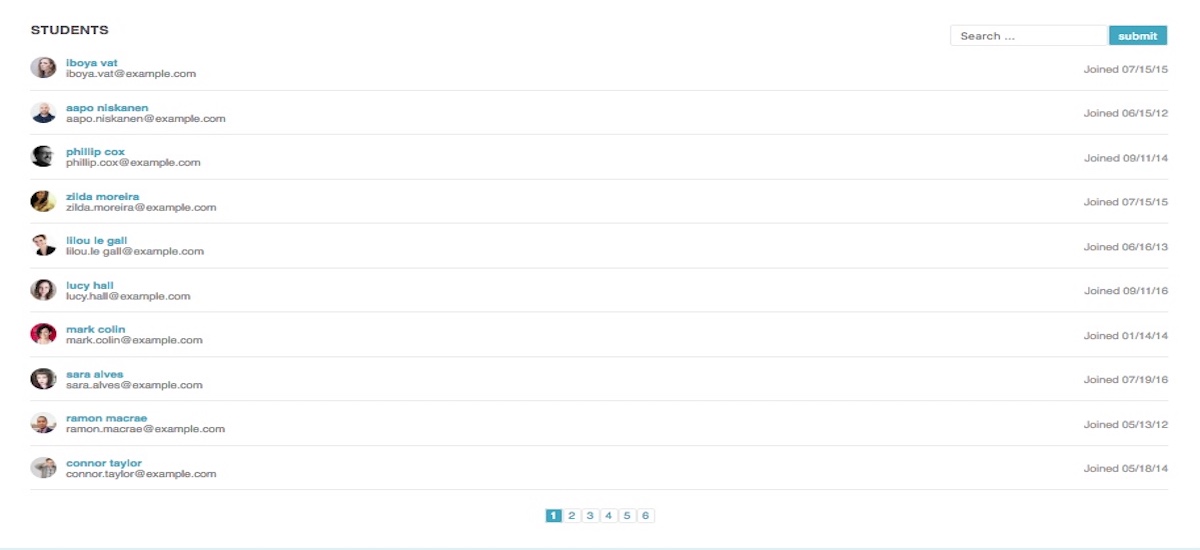 STUDENTS
Search ...
submit
iboya vat
iboya.vat@example.com
Joined 07/15/15
aapo niskanen
aapo.niskanen@example.com
Joined 06/15/12
phillip cox
phillip.cox@example.com
Joined 09/11/14
zilda moreira
zilda.moreira@example.com
Joined 07/15/15
lilou le gall
lilou.le gall@example.com
Joined 06/16/13
lucy hall
lucy.hall@example.com
Joined 09/11/16
mark colin
mark.colin@example.com
Joined 01/14/14
sara alves
sara.alves@example.com
Joined 07/19/16
ramon macrae
ramon.macrae@example.com
Joined 05/13/12
connor taylor
connor.taylor@example.com
Joined 05/18/14
1 2 3 4 5 6